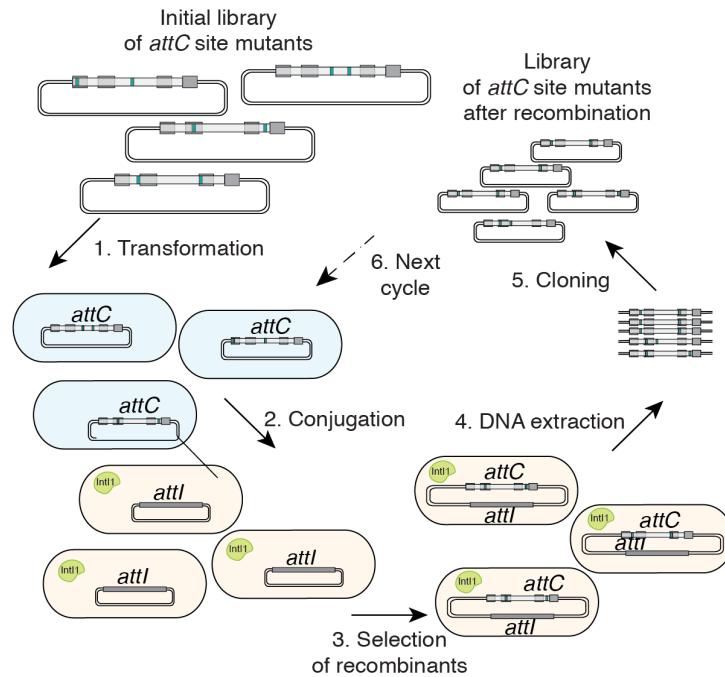 Initial library
of attC site mutants
Library
of attC site mutants
after recombination
1. Transformation
6. Next
cycle
5. Cloning
attC
attC
attC
2. Conjugation
4. DNA extraction
IntI1
attI
IntI1
attI
IntI1
attI
IntI1
attC
attI
IntI1
attC
attI
IntI1
attC
attI
3. Selection
of recombinants